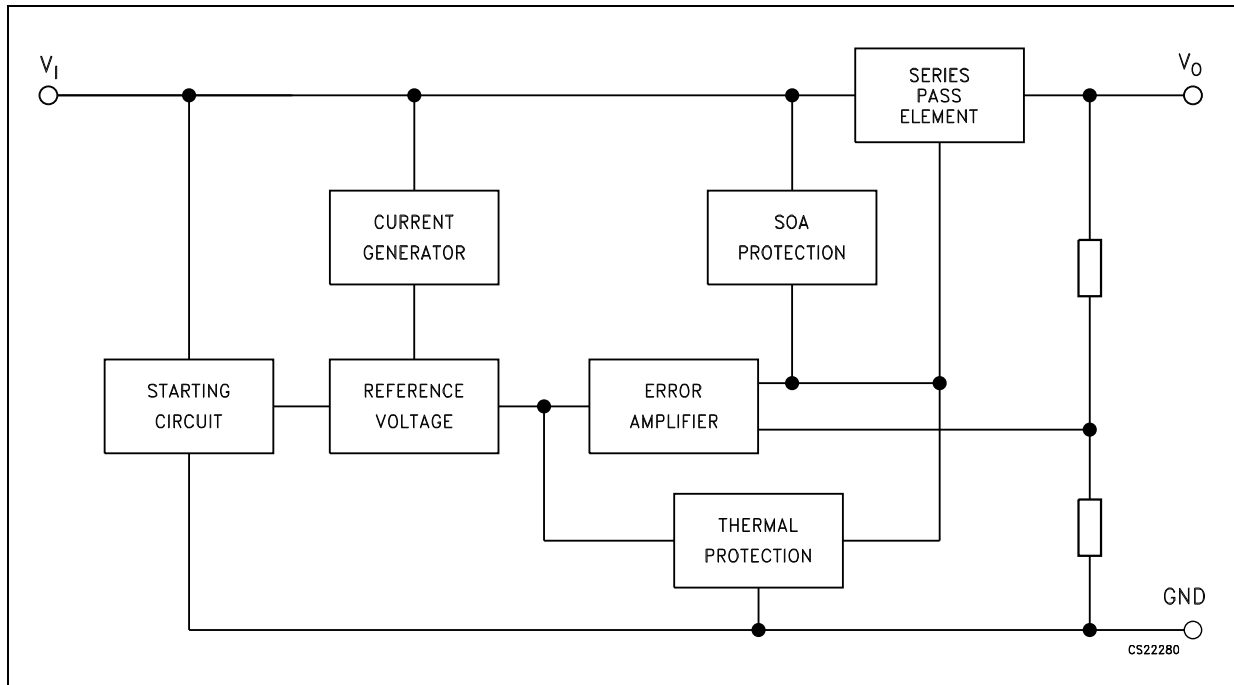 V_I
SERIES
PASS
ELEMENT
V_O
CURRENT
GENERATOR
SOA
PROTECTION
STARTING
CIRCUIT
REFERENCE
VOLTAGE
ERROR
AMPLIFIER
THERMAL
PROTECTION
GND
CS22280